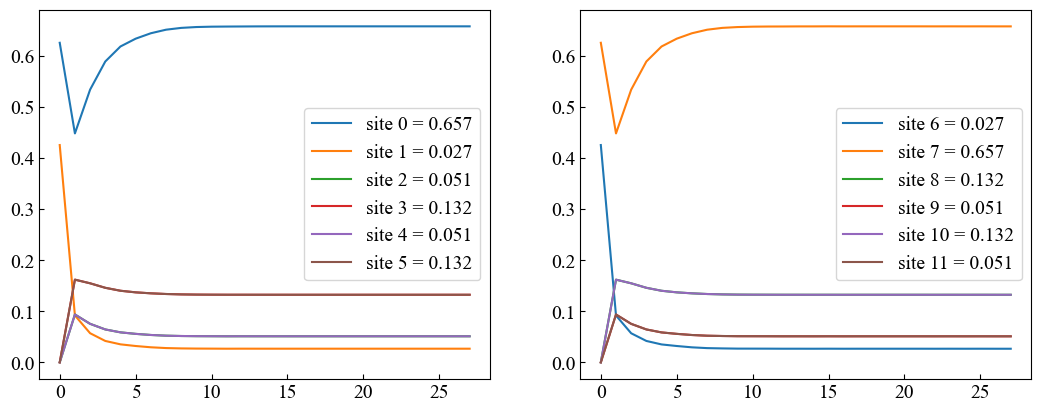 0.6
0.5
0.4
0.3
0.2
0.1
0.0
site 0 = 0.657
site 1 = 0.027
site 2 = 0.051
site 3 = 0.132
site 4 = 0.051
site 5 = 0.132
0 5 10 15 20 25
0.6
0.5
0.4
0.3
0.2
0.1
0.0
site 6 = 0.027
site 7 = 0.657
site 8 = 0.132
site 9 = 0.051
site 10 = 0.132
site 11 = 0.051
0 5 10 15 20 25